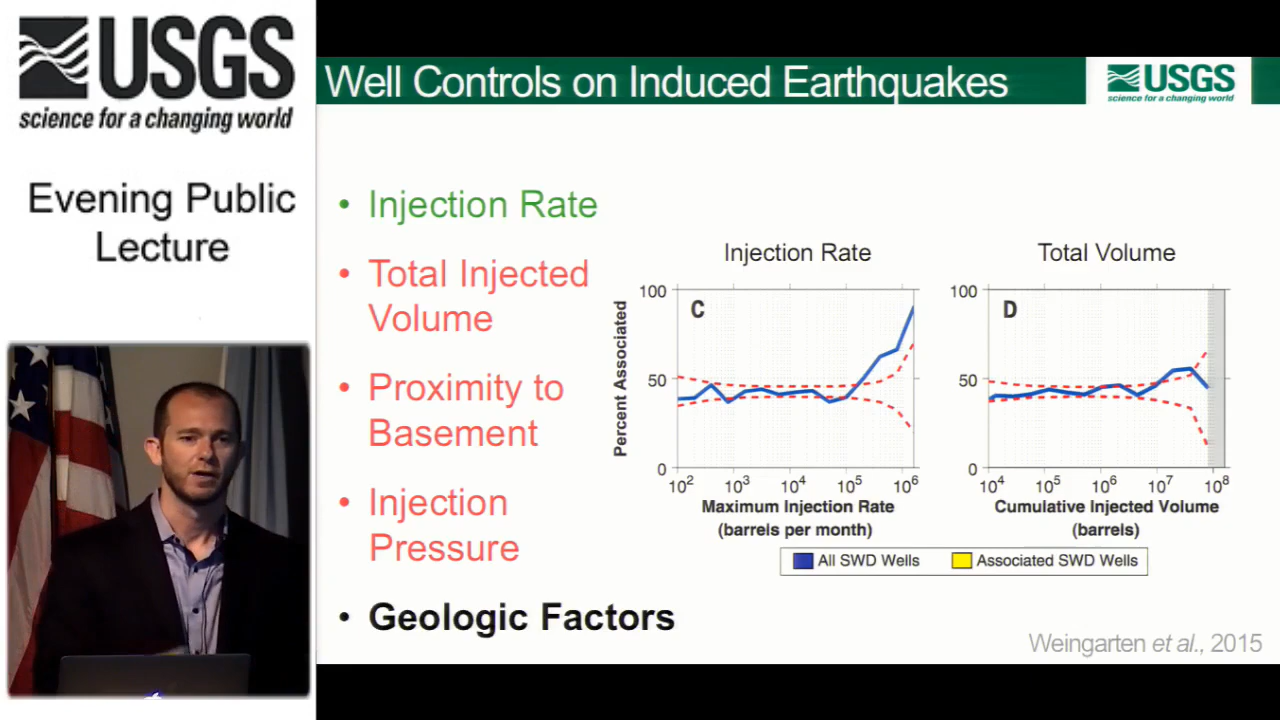 USGS
science for a changing world
Evening Public
Lecture
Well Controls on Induced Earthquakes
USGS
science for a changing world
• Injection Rate
• Total Injected
Volume
• Proximity to
Basement
• Injection
Pressure
• Geologic Factors
Injection Rate
100
C
50
0
Percent Associated
10² 10³ 10⁴ 10⁵ 10⁶
Maximum Injection Rate
(barrels per month)
Total Volume
100
D
50
0
10⁴ 10⁵ 10⁶ 10⁷ 10⁸
Cumulative Injected Volume
(barrels)
All SWD Wells Associated SWD Wells
Weingarten et al., 2015